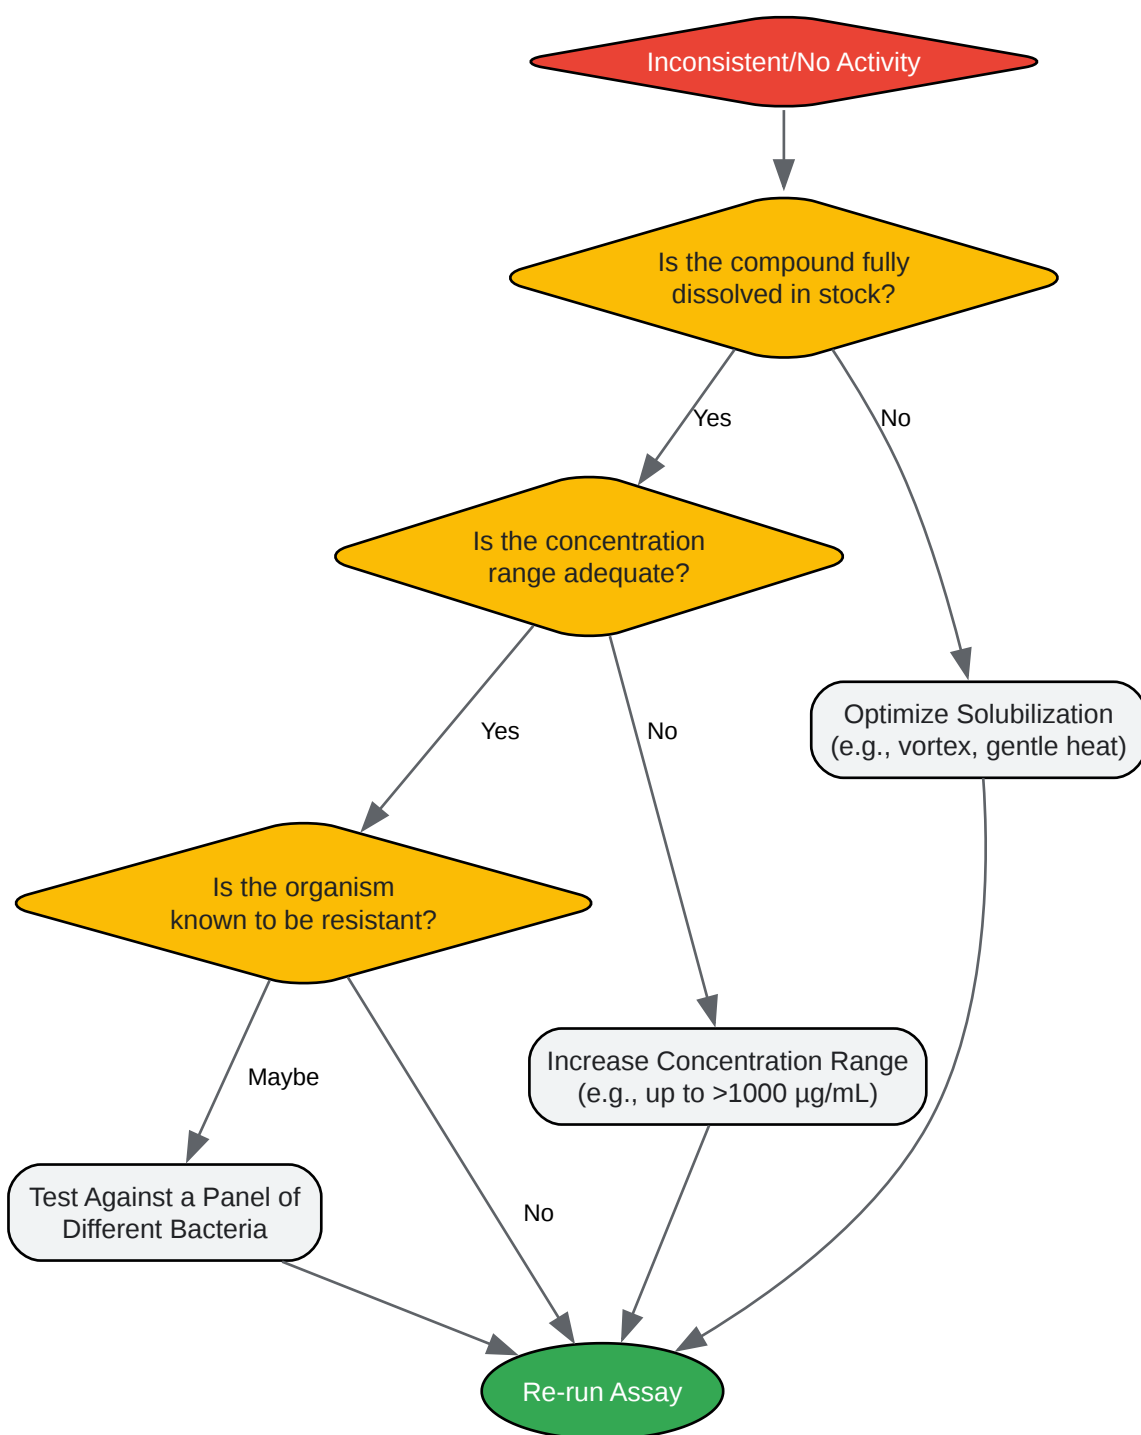 Inconsistent/No Activity
Is the compound fully
dissolved in stock?
Yes
No
Is the concentration
range adequate?
Yes
No
Optimize Solubilization
(e.g., vortex, gentle heat)
Is the organism
known to be resistant?
Maybe
No
Increase Concentration Range
(e.g., up to >1000 µg/mL)
Test Against a Panel of
Different Bacteria
Re-run Assay